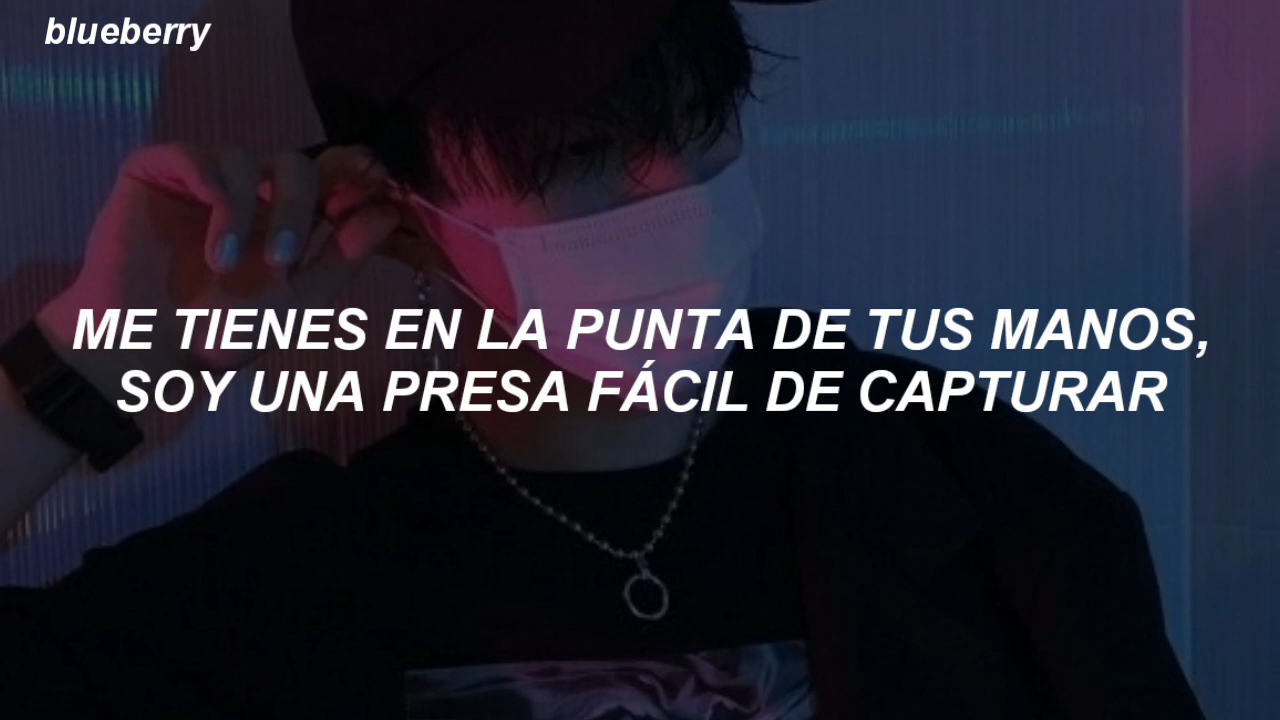 blueberry
ME TIENES EN LA PUNTA DE TUS MANOS,
SOY UNA PRESA FÁCIL DE CAPTURAR